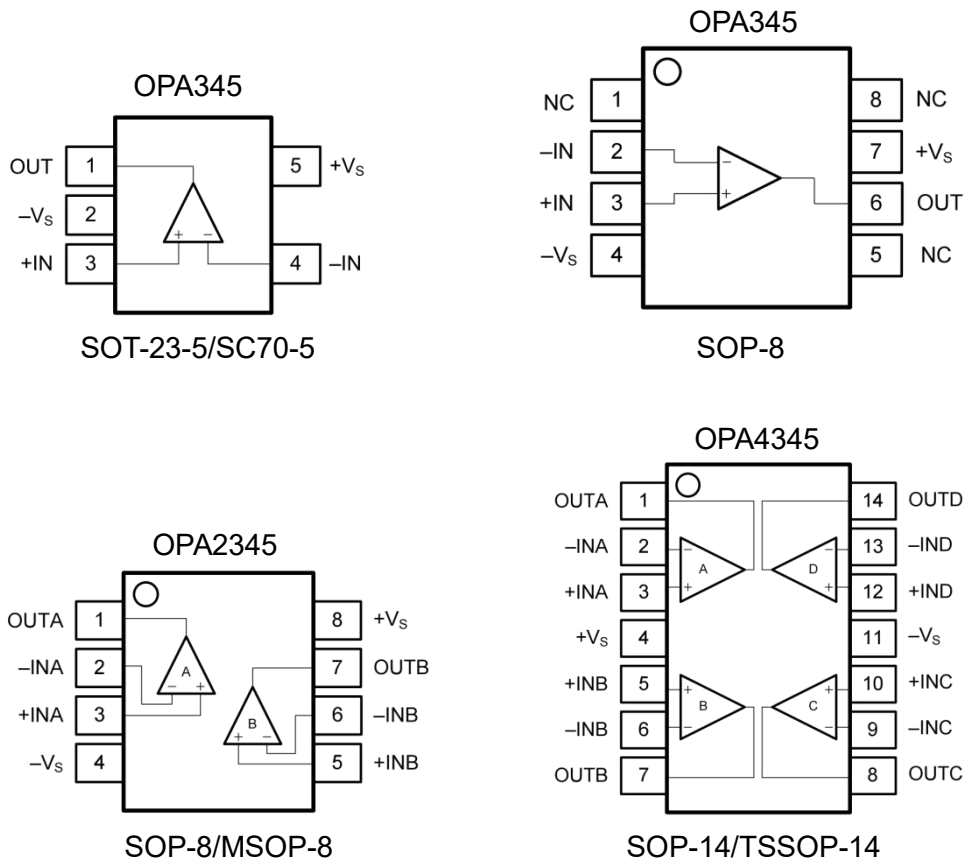 OPA345
OUT 1 5 +VS
–VS 2
+IN 3 4 –IN
+ –
SOT-23-5/SC70-5
OPA345
NC 1 8 NC
–IN 2 7 +VS
+IN 3 6 OUT
–VS 4 5 NC
–
+
SOP-8
OPA2345
OUTA 1 8 +VS
–INA 2 7 OUTB
+INA 3 6 –INB
–VS 4 5 +INB
A
– +
B
+ –
SOP-8/MSOP-8
OPA4345
OUTA 1 14 OUTD
–INA 2 – A D – 13 –IND
+INA 3 + + 12 +IND
+VS 4 11 –VS
+INB 5 + + 10 +INC
–INB 6 – B C – 9 –INC
OUTB 7 8 OUTC
SOP-14/TSSOP-14